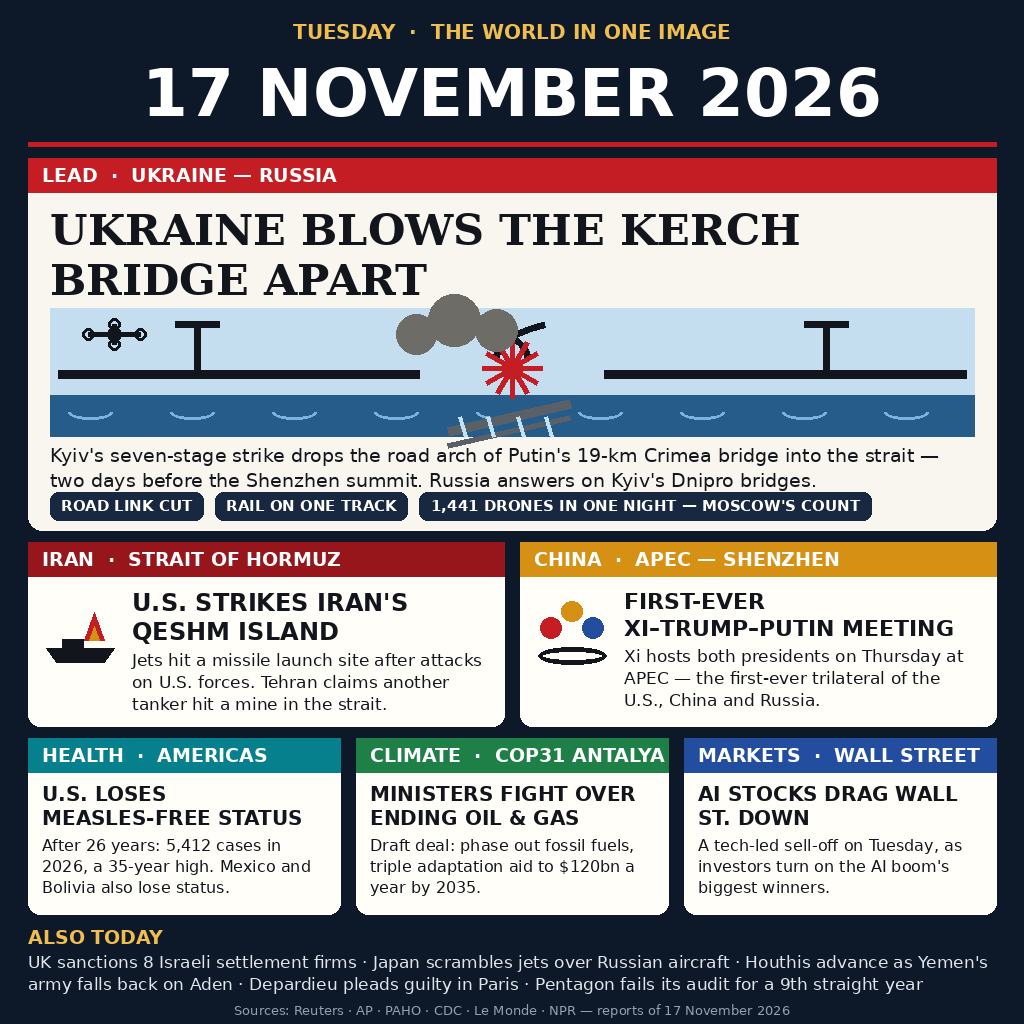 TUESDAY · THE WORLD IN ONE IMAGE
17 NOVEMBER 2026
LEAD · UKRAINE — RUSSIA
UKRAINE BLOWS THE KERCH
BRIDGE APART
Kyiv's seven-stage strike drops the road arch of Putin's 19-km Crimea bridge into the strait —
two days before the Shenzhen summit. Russia answers on Kyiv's Dnipro bridges.
ROAD LINK CUT
RAIL ON ONE TRACK
1,441 DRONES IN ONE NIGHT — MOSCOW'S COUNT
IRAN · STRAIT OF HORMUZ
U.S. STRIKES IRAN'S
QESHM ISLAND
Jets hit a missile launch site after attacks
on U.S. forces. Tehran claims another
tanker hit a mine in the strait.
CHINA · APEC — SHENZHEN
FIRST-EVER
XI–TRUMP–PUTIN MEETING
Xi hosts both presidents on Thursday at
APEC — the first-ever trilateral of the
U.S., China and Russia.
HEALTH · AMERICAS
U.S. LOSES
MEASLES-FREE STATUS
After 26 years: 5,412 cases in
2026, a 35-year high. Mexico and
Bolivia also lose status.
CLIMATE · COP31 ANTALYA
MINISTERS FIGHT OVER
ENDING OIL & GAS
Draft deal: phase out fossil fuels,
triple adaptation aid to $120bn a
year by 2035.
MARKETS · WALL STREET
AI STOCKS DRAG WALL
ST. DOWN
A tech-led sell-off on Tuesday, as
investors turn on the AI boom's
biggest winners.
ALSO TODAY
UK sanctions 8 Israeli settlement firms · Japan scrambles jets over Russian aircraft · Houthis advance as Yemen's
army falls back on Aden · Depardieu pleads guilty in Paris · Pentagon fails its audit for a 9th straight year
Sources: Reuters · AP · PAHO · CDC · Le Monde · NPR — reports of 17 November 2026